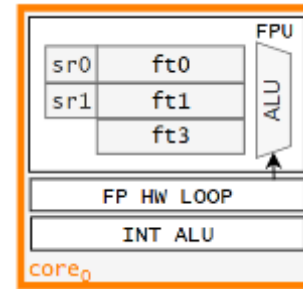 FPU
sr0 ft0
sr1 ft1
ft3
ALU
FP HW LOOP
INT ALU
core₀